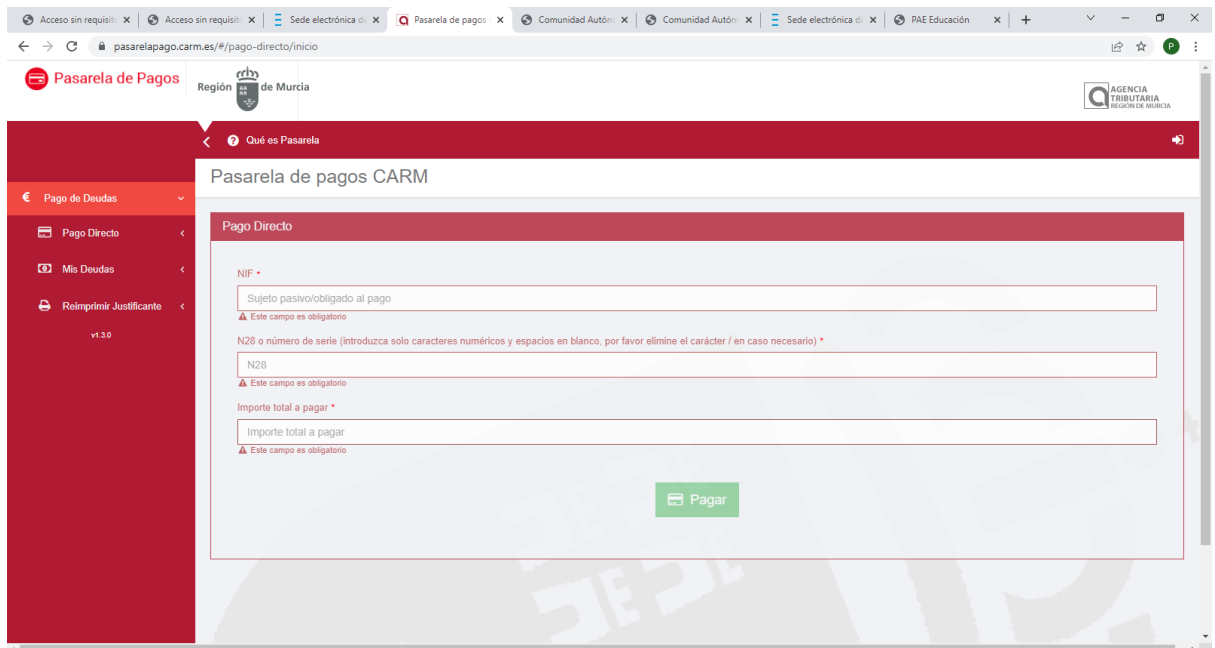 Acceso sin requisit
Acceso sin requisit
Sede electrónica d
Pasarela de pagos
Comunidad Autón
Comunidad Autón
Sede electrónica d
PAE Educación
pasarelapago.carm.es/#/pago-directo/inicio
P
Pasarela de Pagos
Región de Murcia
AGENCIA
TRIBUTARIA
REGIÓN DE MURCIA
Qué es Pasarela
Pasarela de pagos CARM
€ Pago de Deudas
Pago Directo
Mis Deudas
Reimprimir Justificante
v1.3.0
Pago Directo
NIF *
Sujeto pasivo/obligado al pago
Este campo es obligatorio
N28 o número de serie (introduzca solo caracteres numéricos y espacios en blanco, por favor elimine el carácter / en caso necesario) *
N28
Este campo es obligatorio
Importe total a pagar *
Importe total a pagar
Este campo es obligatorio
Pagar